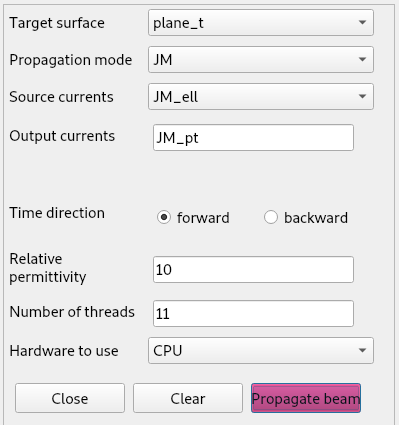 Target surface plane_t
Propagation mode JM
Source currents JM_ell
Output currents JM_pt
Time direction forward backward
Relative
permittivity 10
Number of threads 11
Hardware to use CPU
Close Clear Propagate beam